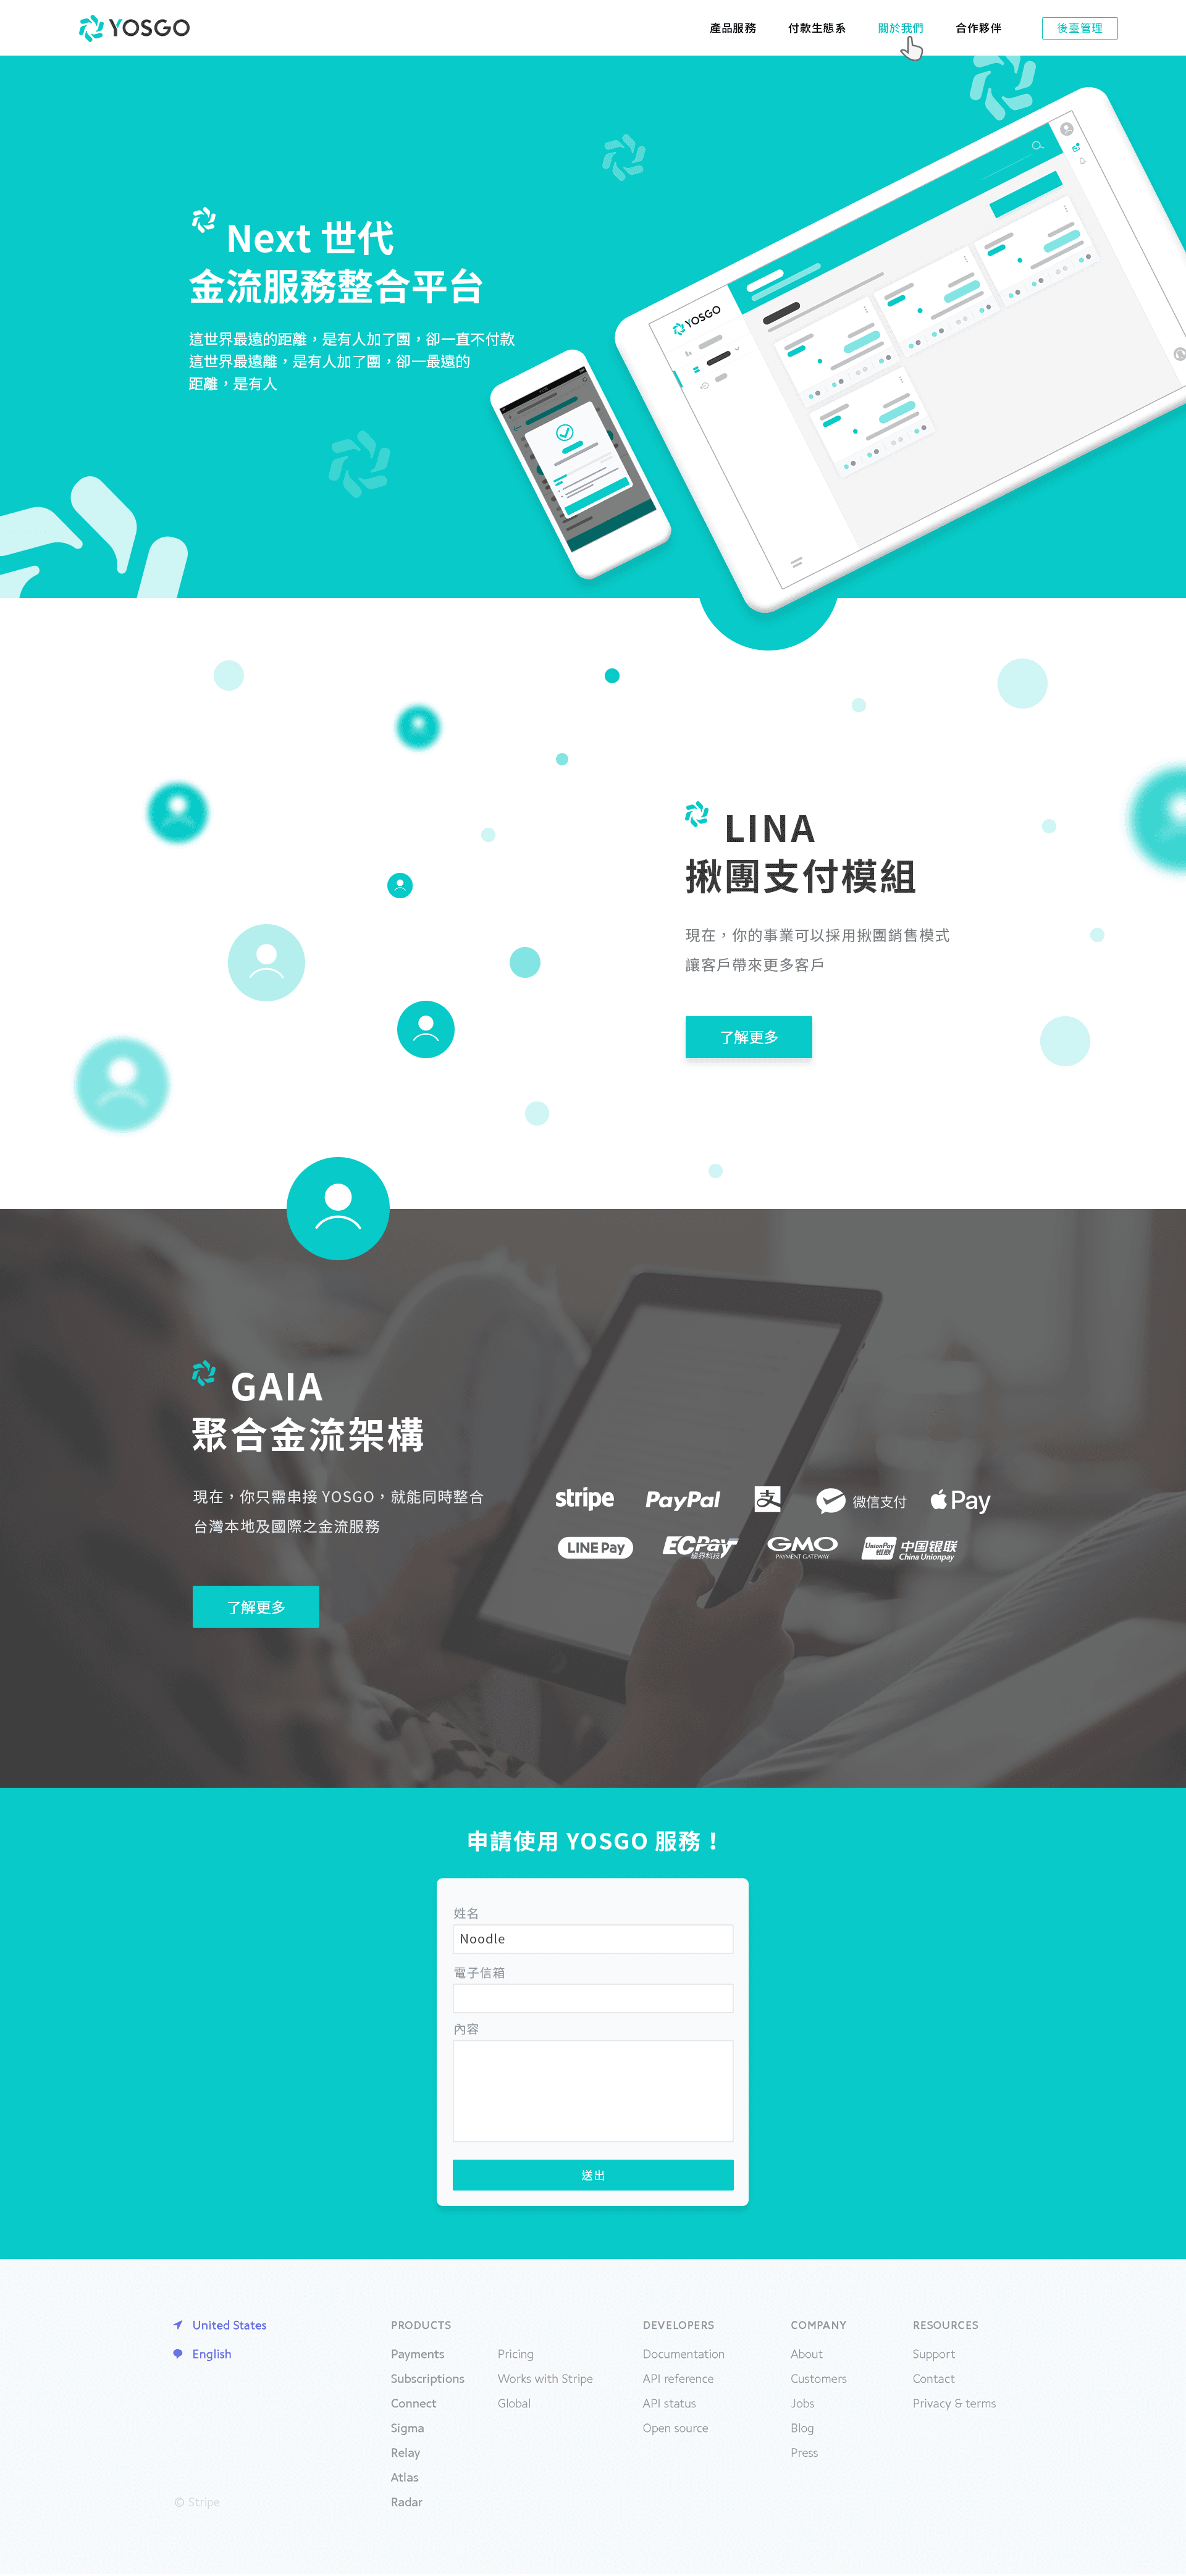 YOSGO
產品服務
付款生態系
關於我們
合作夥伴
後臺管理
Next 世代
金流服務整合平台
這世界最遠的距離，是有人加了團，卻一直不付款
這世界最遠離，是有人加了團，卻一最遠的
距離，是有人
YOSGO
LINA
揪團支付模組
現在，你的事業可以採用揪團銷售模式
讓客戶帶來更多客戶
了解更多
GAIA
聚合金流架構
現在，你只需串接 YOSGO，就能同時整合
台灣本地及國際之金流服務
了解更多
stripe
PayPal
支
微信支付
Pay
LINE Pay
ECPay
綠界科技
GMO
PAYMENT GATEWAY
UnionPay
银联
中国银联
China Unionpay
申請使用 YOSGO 服務！
姓名
Noodle
電子信箱
內容
送出
United States
English
© Stripe
PRODUCTS
Payments
Subscriptions
Connect
Sigma
Relay
Atlas
Radar
Pricing
Works with Stripe
Global
DEVELOPERS
Documentation
API reference
API status
Open source
COMPANY
About
Customers
Jobs
Blog
Press
RESOURCES
Support
Contact
Privacy & terms